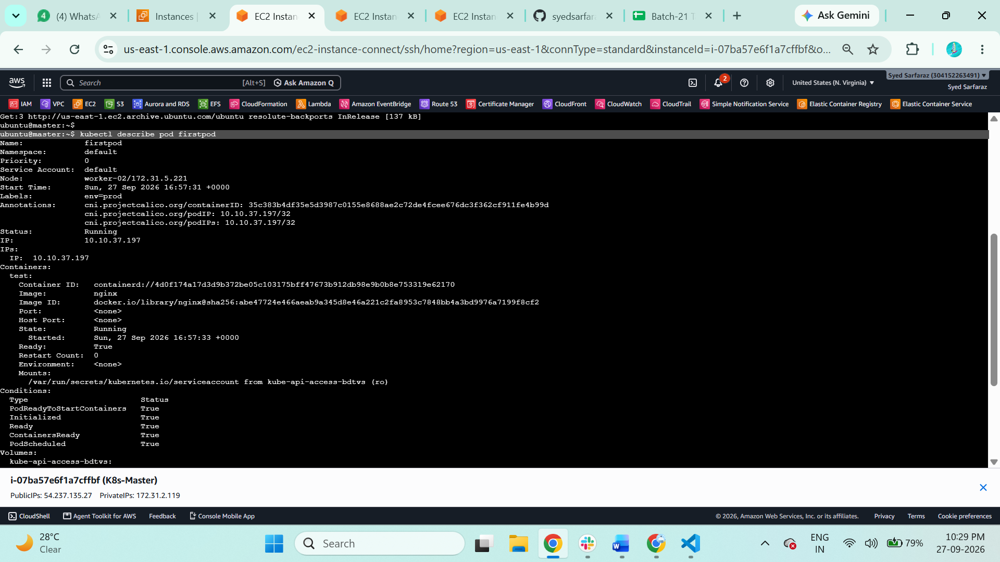 4 (4) WhatsA
Instances |
EC2 Instan
EC2 Instan
EC2 Instan
syedsarfar
Batch-21 T
Ask Gemini
us-east-1.console.aws.amazon.com/ec2-instance-connect/ssh/home?region=us-east-1&connType=standard&instanceId=i-07ba57e6f1a7cffbf&o...
aws Search [Alt+S] Ask Amazon Q 2 United States (N. Virginia) ▼ Syed Sarfaraz (304152263491) ▼
Syed Sarfaraz
IAM VPC EC2 S3 Aurora and RDS EFS CloudFormation Lambda Amazon EventBridge Route 53 Certificate Manager CloudFront CloudWatch CloudTrail Simple Notification Service Elastic Container Registry Elastic Container Service
Get:3 http://us-east-1.ec2.archive.ubuntu.com/ubuntu resolute-backports InRelease [137 kB]
ubuntu@master:~$
ubuntu@master:~$ kubectl describe pod firstpod
Name: firstpod
Namespace: default
Priority: 0
Service Account: default
Node: worker-02/172.31.5.221
Start Time: Sun, 27 Sep 2026 16:57:31 +0000
Labels: env=prod
Annotations: cni.projectcalico.org/containerID: 35c383b4df35e5d3987c0155e8688ae2c72de4fcee676dc3f362cf911fe4b99d
cni.projectcalico.org/podIP: 10.10.37.197/32
cni.projectcalico.org/podIPs: 10.10.37.197/32
Status: Running
IP: 10.10.37.197
IPs:
IP: 10.10.37.197
Containers:
test:
Container ID: containerd://4d0f174a17d3d9b372be05c103175bff47673b912db98e9b0b8e753319e62170
Image: nginx
Image ID: docker.io/library/nginx@sha256:abe47724e466aeab9a345d8e46a221c2fa8953c7848bb4a3bd9976a7199f8cf2
Port: <none>
Host Port: <none>
State: Running
Started: Sun, 27 Sep 2026 16:57:33 +0000
Ready: True
Restart Count: 0
Environment: <none>
Mounts:
/var/run/secrets/kubernetes.io/serviceaccount from kube-api-access-bdtvs (ro)
Conditions:
Type Status
PodReadyToStartContainers True
Initialized True
Ready True
ContainersReady True
PodScheduled True
Volumes:
kube-api-access-bdtvs:
i-07ba57e6f1a7cffbf (K8s-Master)
PublicIPs: 54.237.135.27 PrivateIPs: 172.31.2.119
CloudShell Agent Toolkit for AWS Feedback Console Mobile App © 2026, Amazon Web Services, Inc. or its affiliates. Privacy Terms Cookie preferences
28°C
Clear
Search
ENG
IN
79%
10:29 PM
27-09-2026